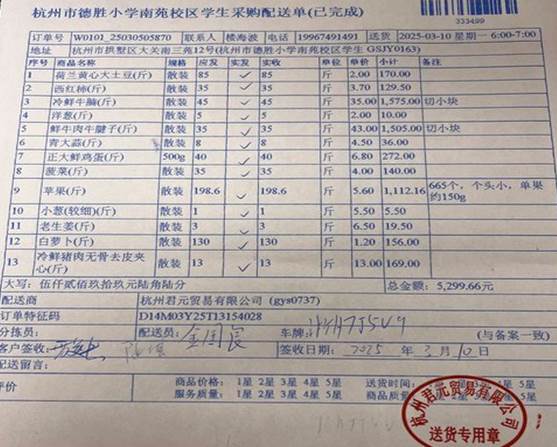 杭州市德胜小学南苑校区学生采购配送单(已完成)
333499
订单号 W0101_25030505870 联系人 楼海波 电话 19967491491 送货 2025-03-10 星期一 6:00-7:00
地址 杭州市拱墅区大关南三苑12号(杭州市德胜小学南苑校区学生 GSJY0163)
序号 商品名称 规格 应发 实发 实收 单位 单价 小计 备注
1 荷兰黄心大土豆(斤) 散装 85 ✓ 85 斤 2.00 170.00
2 西红柿(斤) 散装 35 ✓ 35 斤 3.70 129.50
3 冷鲜牛腩(斤) 散装 45 ✓ 45 斤 35.00 1,575.00 切小块
4 洋葱(斤) 散装 5 ✓ 5 斤 2.00 10.00
5 鲜牛肉牛腱子(斤) 散装 35 ✓ 35 斤 43.00 1,505.00 切小块
6 青大蒜(斤) 散装 8 ✓ 8 斤 4.50 36.00
7 正大鲜鸡蛋(斤) 500g 40 ✓ 40 斤 6.80 272.00
8 菠菜(斤) 散装 35 ✓ 35 斤 4.00 140.00
9 苹果(斤) 散装 198.6 ✓ 198.6 斤 5.60 1,112.16 665个，个头小，单果约150g
10 小葱(较细)(斤) 散装 1 ✓ 1 斤 5.50 5.50
11 老生姜(斤) 散装 3 ✓ 3 斤 6.50 19.50
12 白萝卜(斤) 散装 130 ✓ 130 斤 1.20 156.00
13 冷鲜猪肉无骨去皮夹心(斤) 散装 13 ✓ 13 斤 13.00 169.00
大写：伍仟贰佰玖拾玖元陆角陆分 总金额：5,299.66元
配送商 杭州君元贸易有限公司 (gys0737)
订单特征码 D14M03Y25TI3154028
分拣员： 配送员： 金国良 车牌： (与备案一致)
客户签收： 签收日期： 2025 年 3 月 10 日
配送留言：
评价 商品价格： 1星 2星 3星 4星 5星 送货时间： 1星 2星 3星 4星 5星
服务质量： 1星 2星 3星 4星 5星 商品质量：
杭州君元贸易有限公司
送货专用章